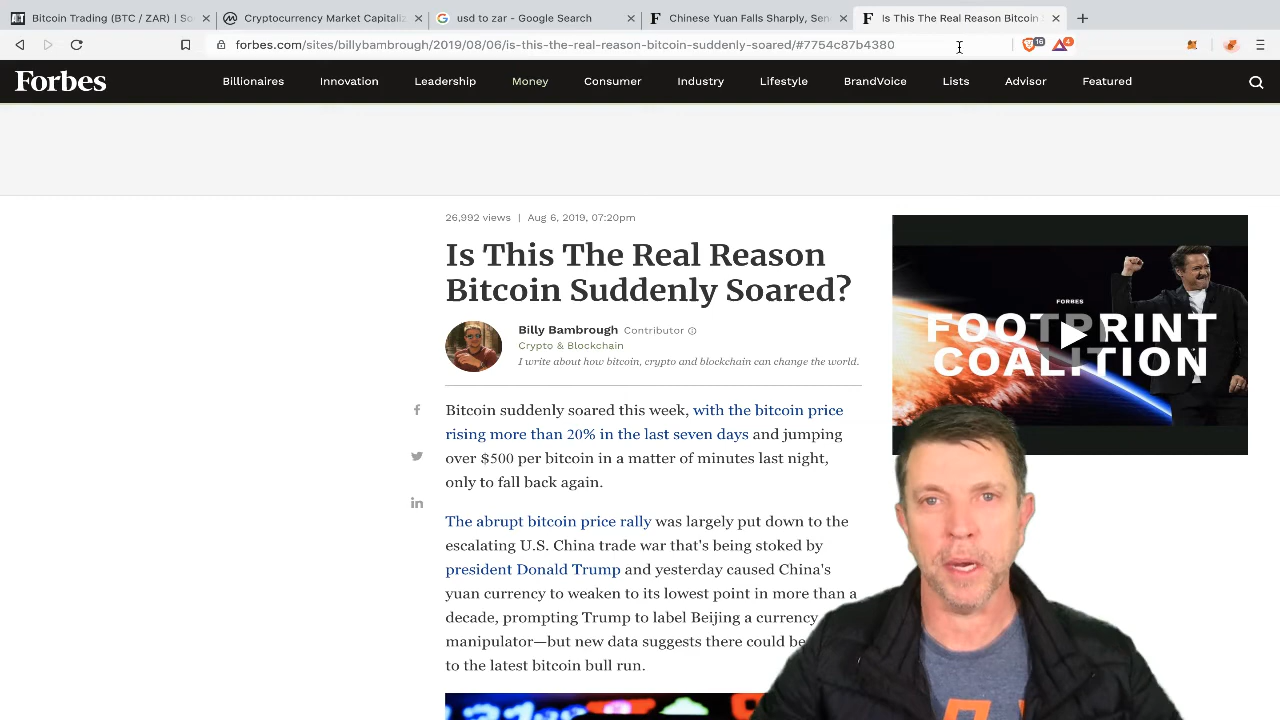 Bitcoin Trading (BTC / ZAR) | So
Cryptocurrency Market Capitaliz
usd to zar - Google Search
Chinese Yuan Falls Sharply, Sen
Is This The Real Reason Bitcoin
forbes.com/sites/billybambrough/2019/08/06/is-this-the-real-reason-bitcoin-suddenly-soared/#7754c87b4380
16
4
Forbes
Billionaires
Innovation
Leadership
Money
Consumer
Industry
Lifestyle
BrandVoice
Lists
Advisor
Featured
26,992 views | Aug 6, 2019, 07:20pm
Is This The Real Reason
Bitcoin Suddenly Soared?
Billy Bambrough Contributor
Crypto & Blockchain
I write about how bitcoin, crypto and blockchain can change the world.
Bitcoin suddenly soared this week, with the bitcoin price
rising more than 20% in the last seven days and jumping
over $500 per bitcoin in a matter of minutes last night,
only to fall back again.
The abrupt bitcoin price rally was largely put down to the
escalating U.S. China trade war that's being stoked by
president Donald Trump and yesterday caused China's
yuan currency to weaken to its lowest point in more than a
decade, prompting Trump to label Beijing a currency
manipulator—but new data suggests there could be
to the latest bitcoin bull run.
FORBES
FOOTPRINT
COALITION